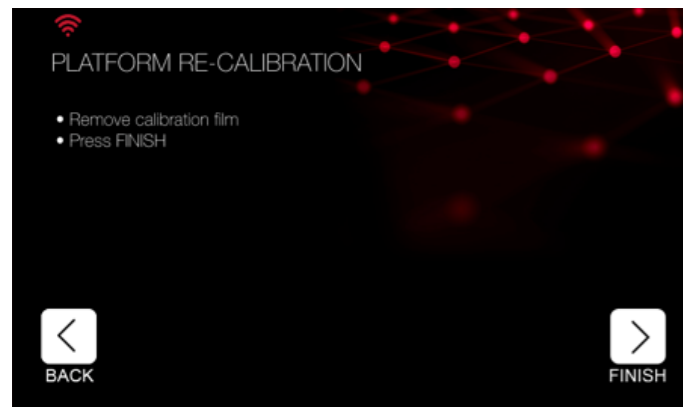 PLATFORM RE-CALIBRATION
• Remove calibration film
• Press FINISH
BACK
FINISH